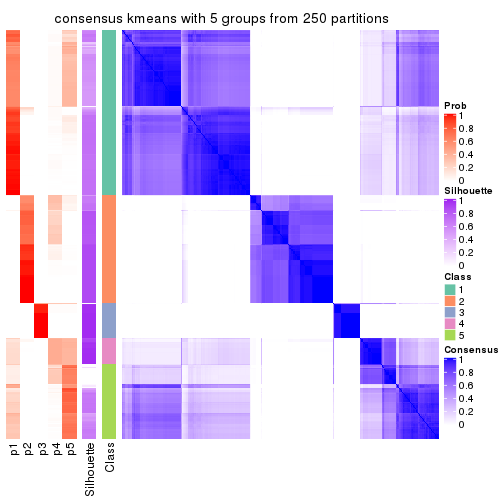 consensus kmeans with 5 groups from 250 partitions
Prob
1
0.8
0.6
0.4
0.2
0
Silhouette
1
0.8
0.6
0.4
0.2
0
Class
1
2
3
4
5
Consensus
1
0.8
0.6
0.4
0.2
0
p1
p2
p3
p4
p5
Silhouette
Class